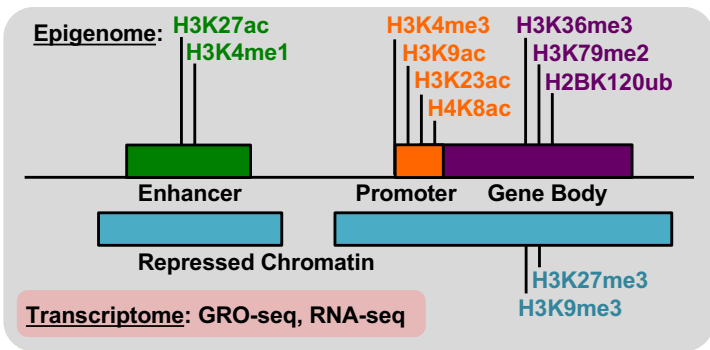 Epigenome: H3K27ac H3K4me3 H3K36me3
H3K4me1 H3K9ac H3K79me2
H3K23ac H2BK120ub
H4K8ac
Enhancer Promoter Gene Body
Repressed Chromatin
H3K27me3
H3K9me3
Transcriptome: GRO-seq, RNA-seq